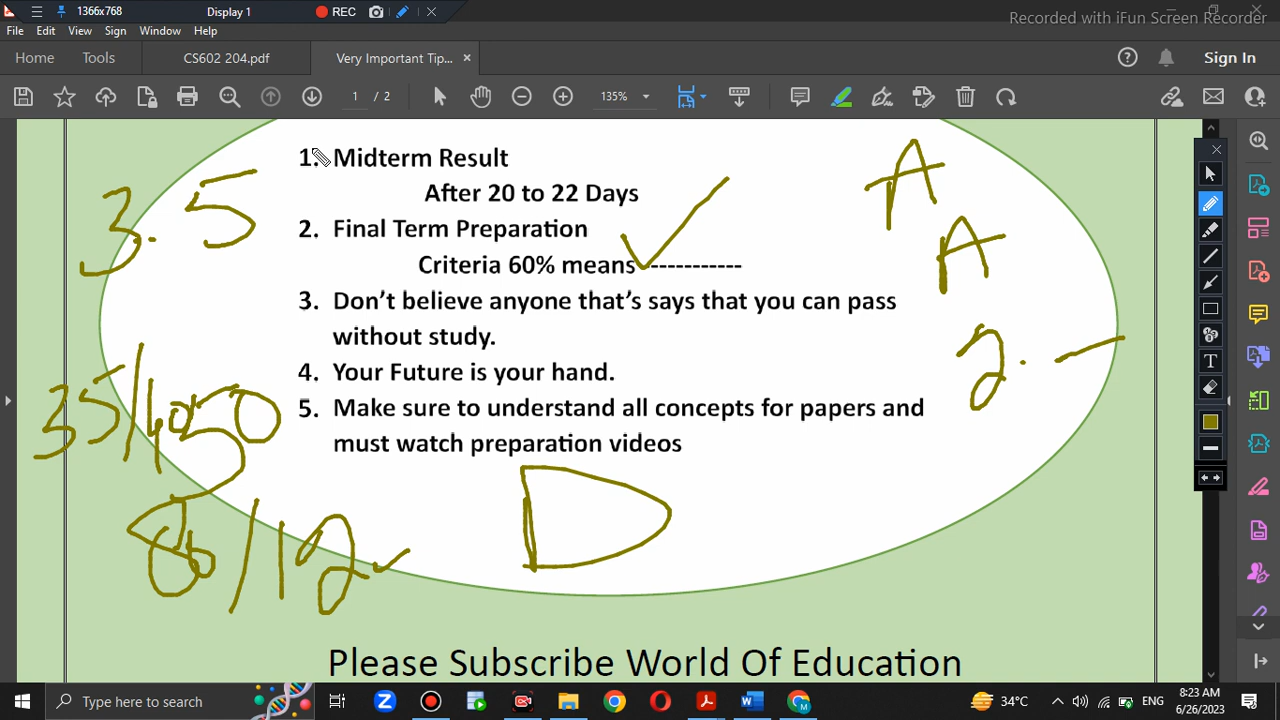 1366x768
Display 1
REC
Recorded with iFun Screen Recorder
File Edit View Sign Window Help
Home Tools CS602 204.pdf Very Important Tip... × Sign In
1 / 2 135%
1. Midterm Result
After 20 to 22 Days
2. Final Term Preparation
Criteria 60% means -----------
3. Don't believe anyone that's says that you can pass
without study.
4. Your Future is your hand.
5. Make sure to understand all concepts for papers and
must watch preparation videos
3.5
A
A
2.
35/40
50
/12
D
Please Subscribe World Of Education
Type here to search
34°C
ENG
8:23 AM
6/26/2023